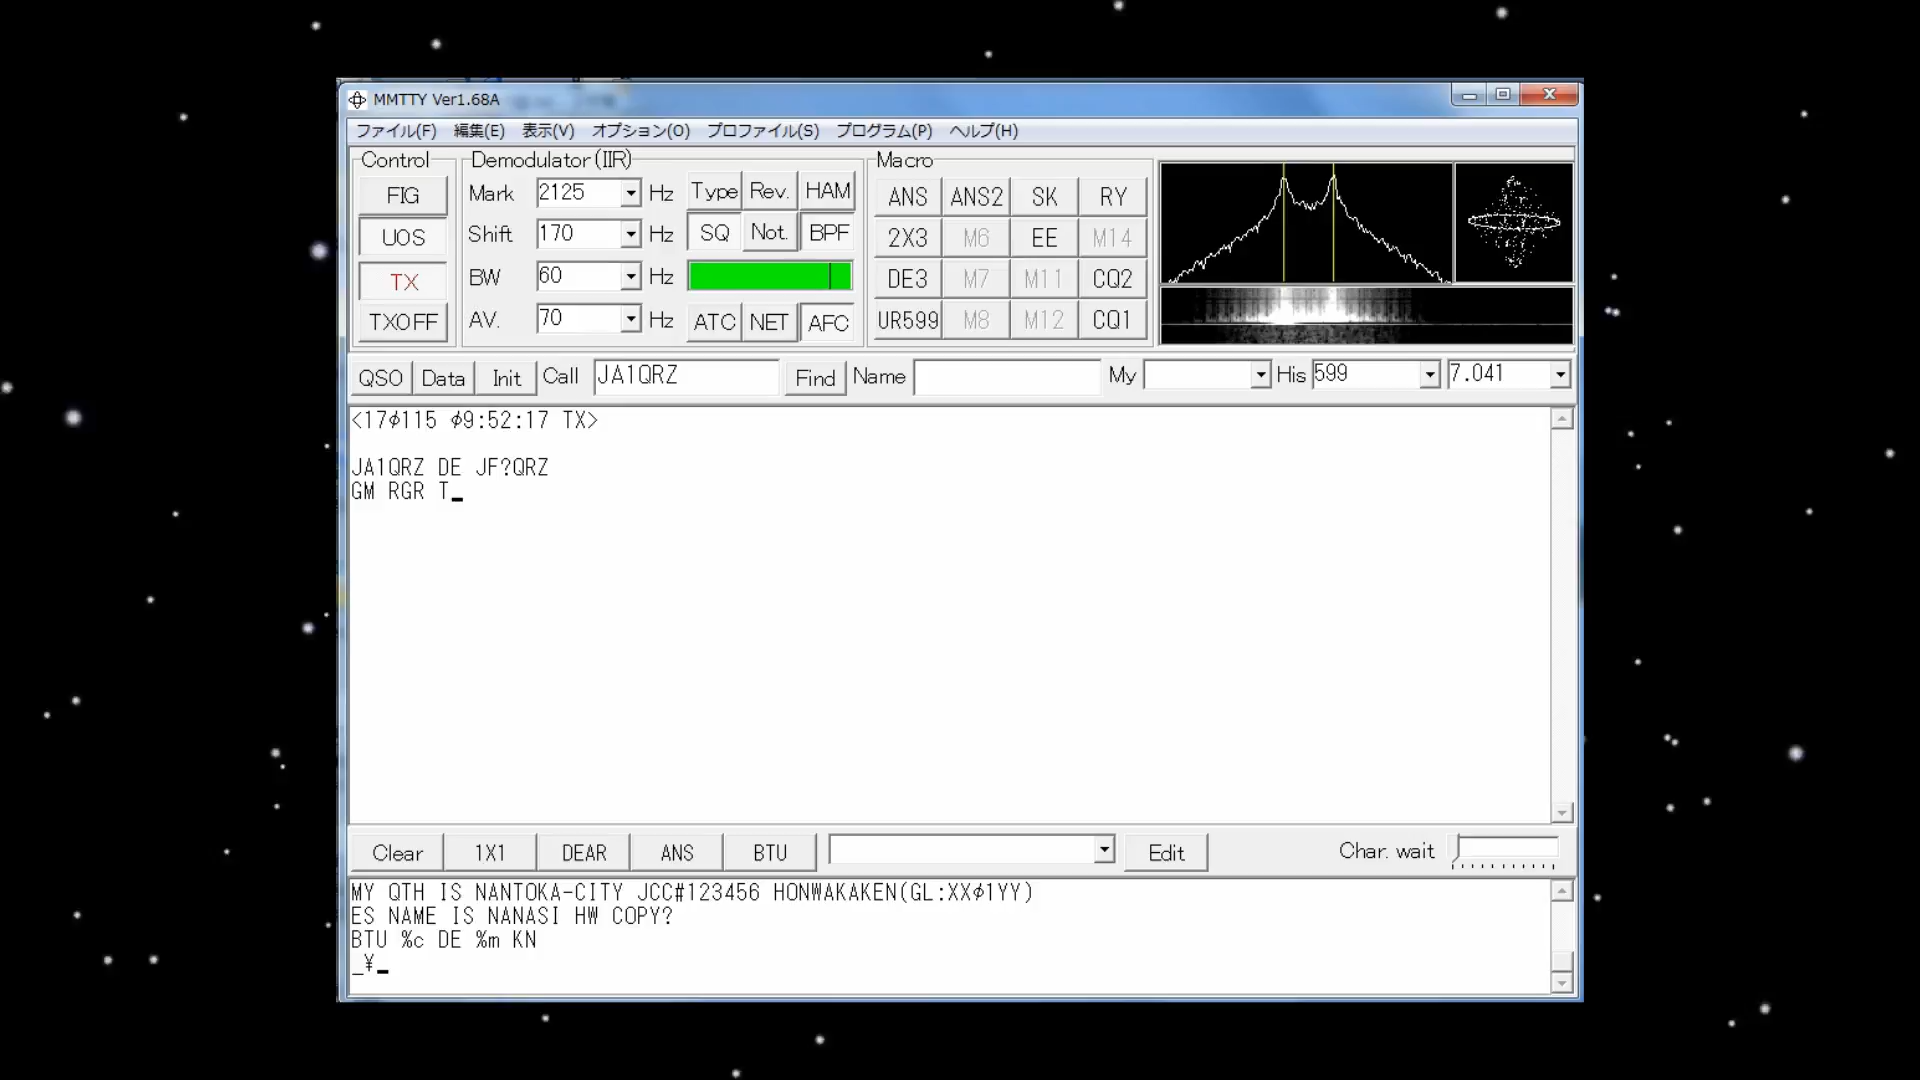 MMTTY Ver1.68A
ファイル(F) 編集(E) 表示(V) オプション(O) プロファイル(S) プログラム(P) ヘルプ(H)
Control
FIG
UOS
TX
TXOFF
Demodulator (IIR)
Mark 2125 Hz Type Rev. HAM
Shift 170 Hz SQ Not. BPF
BW 60 Hz
AV. 70 Hz ATC NET AFC
Macro
ANS ANS2 SK RY
2X3 M6 EE M14
DE3 M7 M11 CQ2
UR599 M8 M12 CQ1
QSO Data Init Call JA1QRZ Find Name My His 599 7.041
<17φ115 φ9:52:17 TX>
JA1QRZ DE JF?QRZ
GM RGR T_
Clear 1X1 DEAR ANS BTU Edit Char. wait
MY QTH IS NANTOKA-CITY JCC#123456 HONWAKAKEN(GL:XXφ1YY)
ES NAME IS NANASI HW COPY?
BTU %c DE %m KN
_¥_